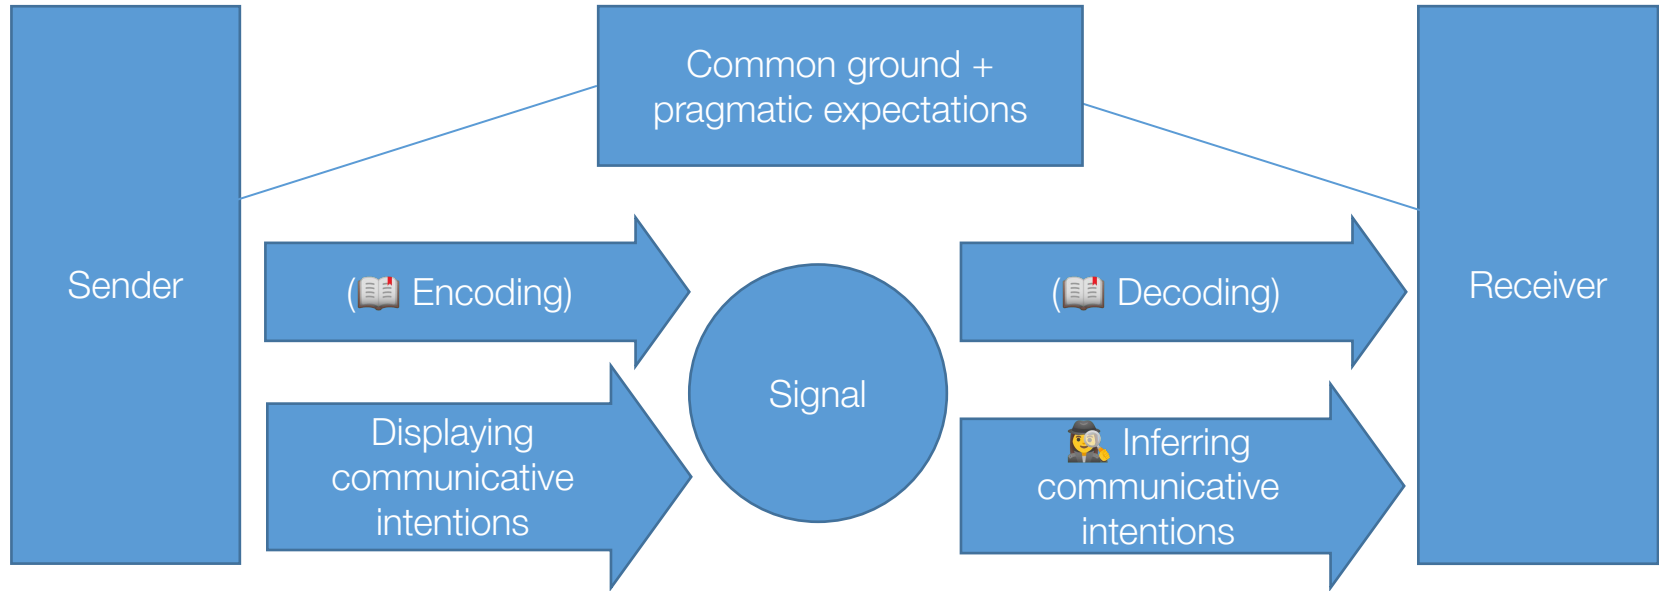 Common ground +
pragmatic expectations
Sender
(📖 Encoding)
(📖 Decoding)
Receiver
Signal
Displaying
communicative
intentions
🕵️‍♀️ Inferring
communicative
intentions